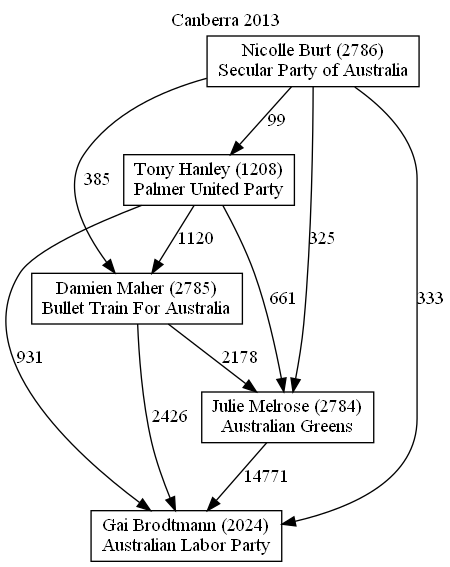 Canberra 2013
Nicolle Burt (2786)
Secular Party of Australia
99
Tony Hanley (1208)
Palmer United Party
385
1120
325
Damien Maher (2785)
Bullet Train For Australia
661
333
931
2178
2426
Julie Melrose (2784)
Australian Greens
14771
Gai Brodtmann (2024)
Australian Labor Party